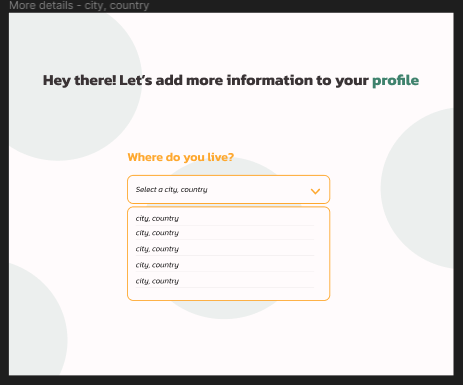 More details - city, country
Hey there! Let's add more information to your profile
Where do you live?
Select a city, country
city, country
city, country
city, country
city, country
city, country